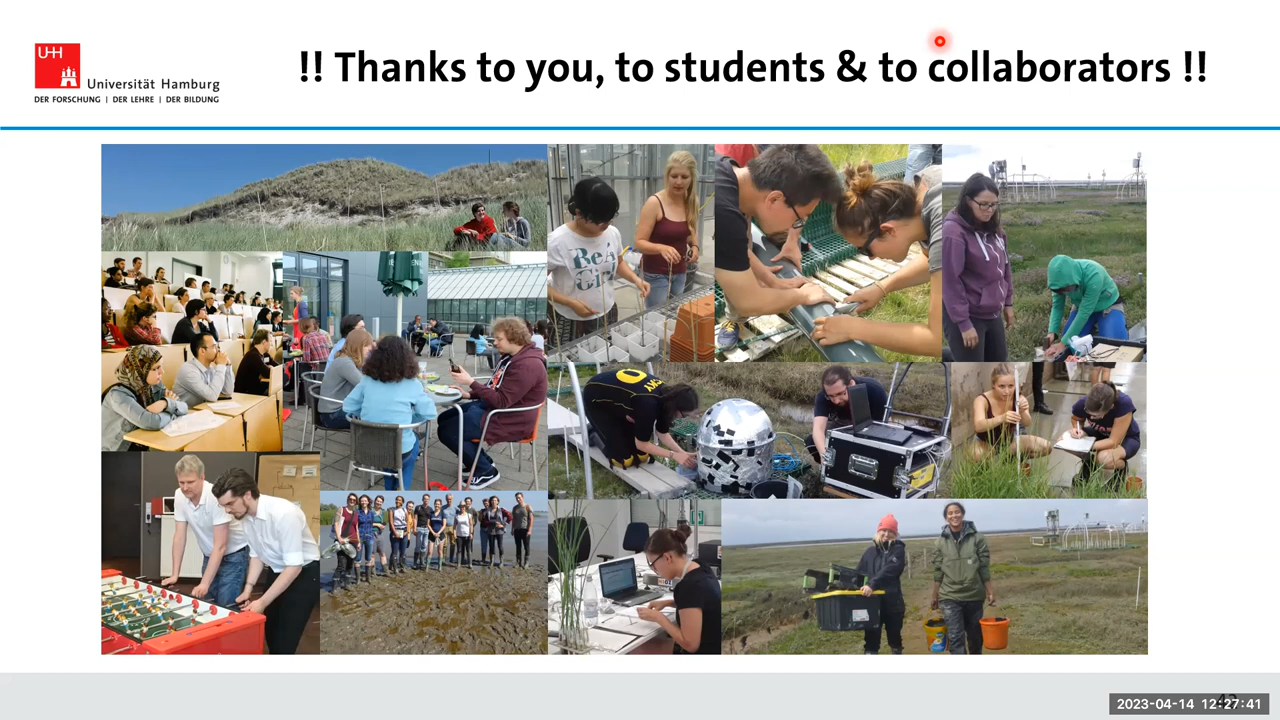 UHH
!! Thanks to you, to students & to collaborators !!
Universität Hamburg
DER FORSCHUNG | DER LEHRE | DER BILDUNG
2023-04-14 12:27:41